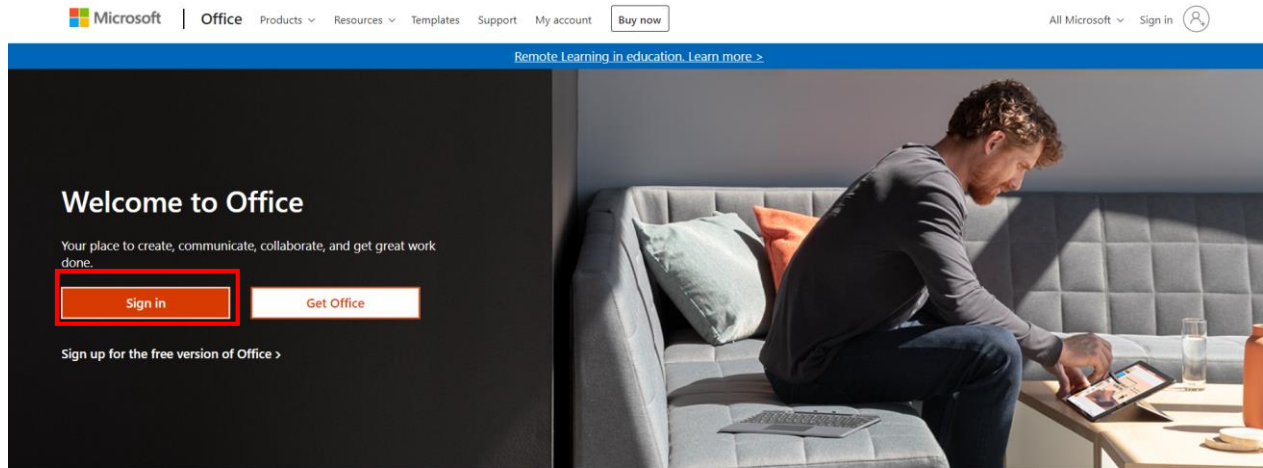 Microsoft Office Products Resources Templates Support My account Buy now All Microsoft Sign in
Remote Learning in education. Learn more >
Welcome to Office
Your place to create, communicate, collaborate, and get great work
done.
Sign in Get Office
Sign up for the free version of Office >